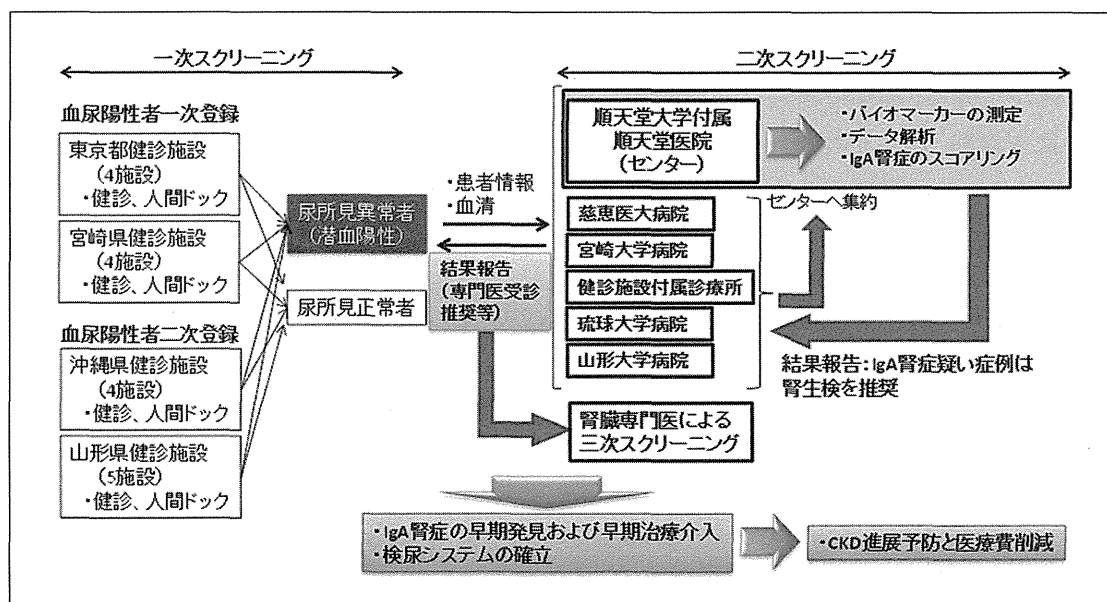 一次スクリーニング
二次スクリーニング
血尿陽性者一次登録
東京都健診施設
(4施設)
・健診、人間ドック
宮崎県健診施設
(4施設)
・健診、人間ドック
血尿陽性者二次登録
沖縄県健診施設
(4施設)
・健診、人間ドック
山形県健診施設
(5施設)
・健診、人間ドック
尿所見異常者
(潜血陽性)
尿所見正常者
・患者情報
・血清
結果報告
(専門医受診
推奨等)
順天堂大学付属
順天堂医院
(センター)
・バイオマーカーの測定
・データ解析
・IgA腎症のスコアリング
慈恵医大病院
宮崎大学病院
健診施設付属診療所
琉球大学病院
山形大学病院
センターへ集約
結果報告:IgA腎症疑い症例は
腎生検を推奨
腎臓専門医による
三次スクリーニング
・IgA腎症の早期発見および早期治療介入
・検尿システムの確立
・CKD進展予防と医療費削減